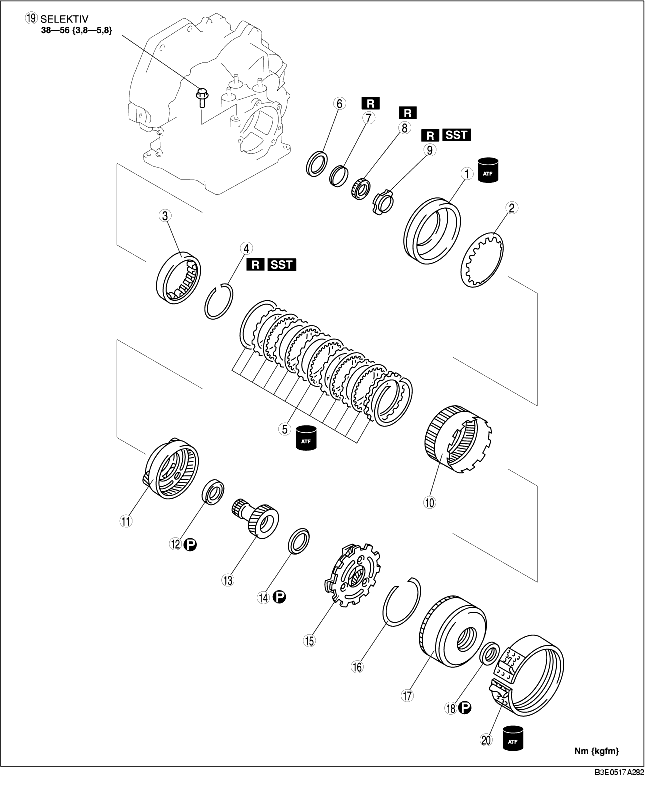 19 SELEKTIV
38—56 {3,8—5,8}
6
R
7
R
8
R SST
9
1
ATF
2
3
4
R SST
5
ATF
10
11
12 P
13
14 P
15
16
17
18 P
20
ATF
Nm {kgfm}
B3E0517A282